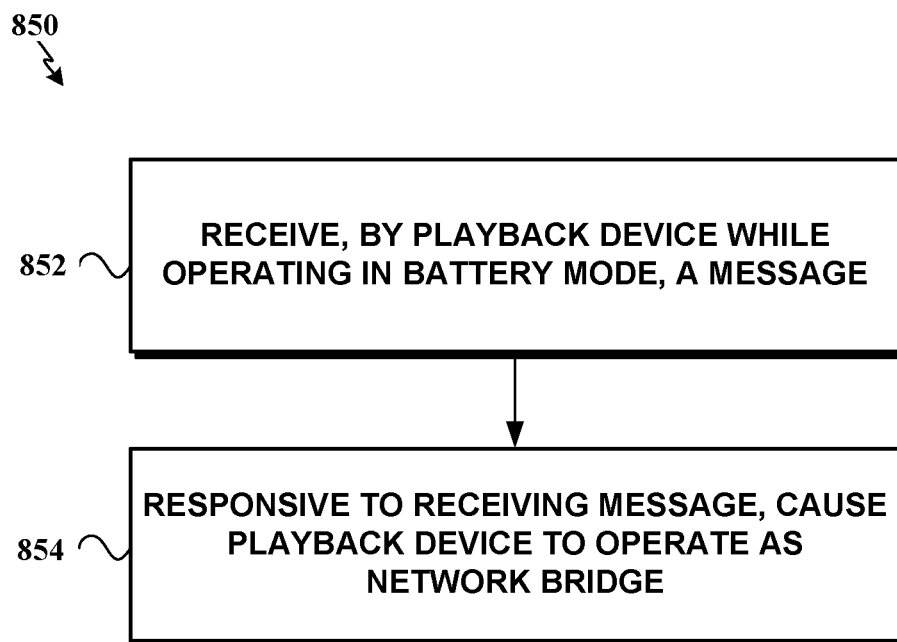 850
852
RECEIVE, BY PLAYBACK DEVICE WHILE
OPERATING IN BATTERY MODE, A MESSAGE
854
RESPONSIVE TO RECEIVING MESSAGE, CAUSE
PLAYBACK DEVICE TO OPERATE AS
NETWORK BRIDGE